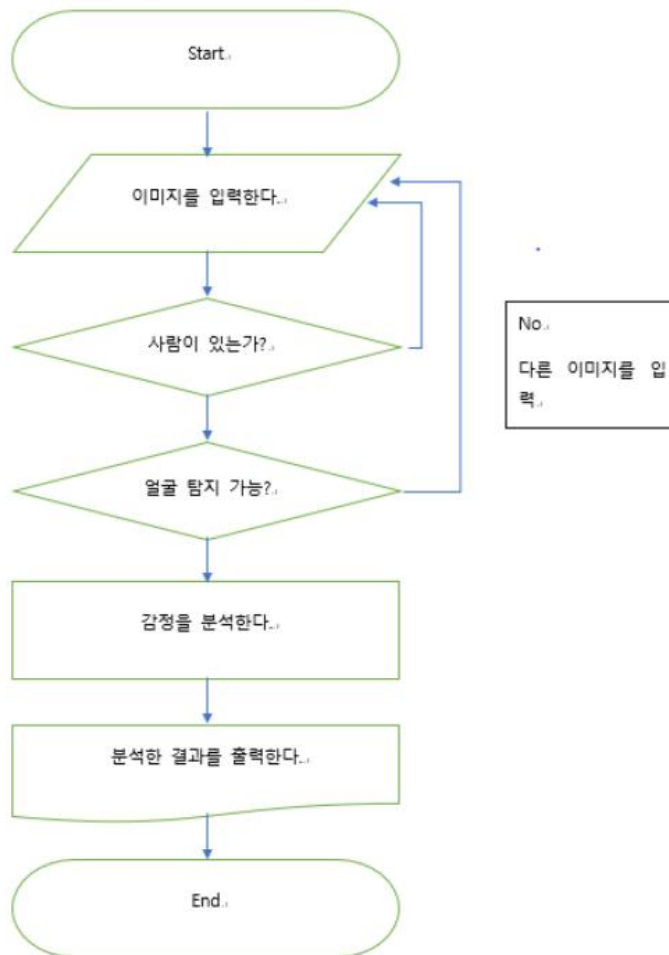 Start
이미지를 입력한다.
사람이 있는가?
No.
다른 이미지를 입
력.
얼굴 탐지 가능?
감정을 분석한다.
분석한 결과를 출력한다.
End